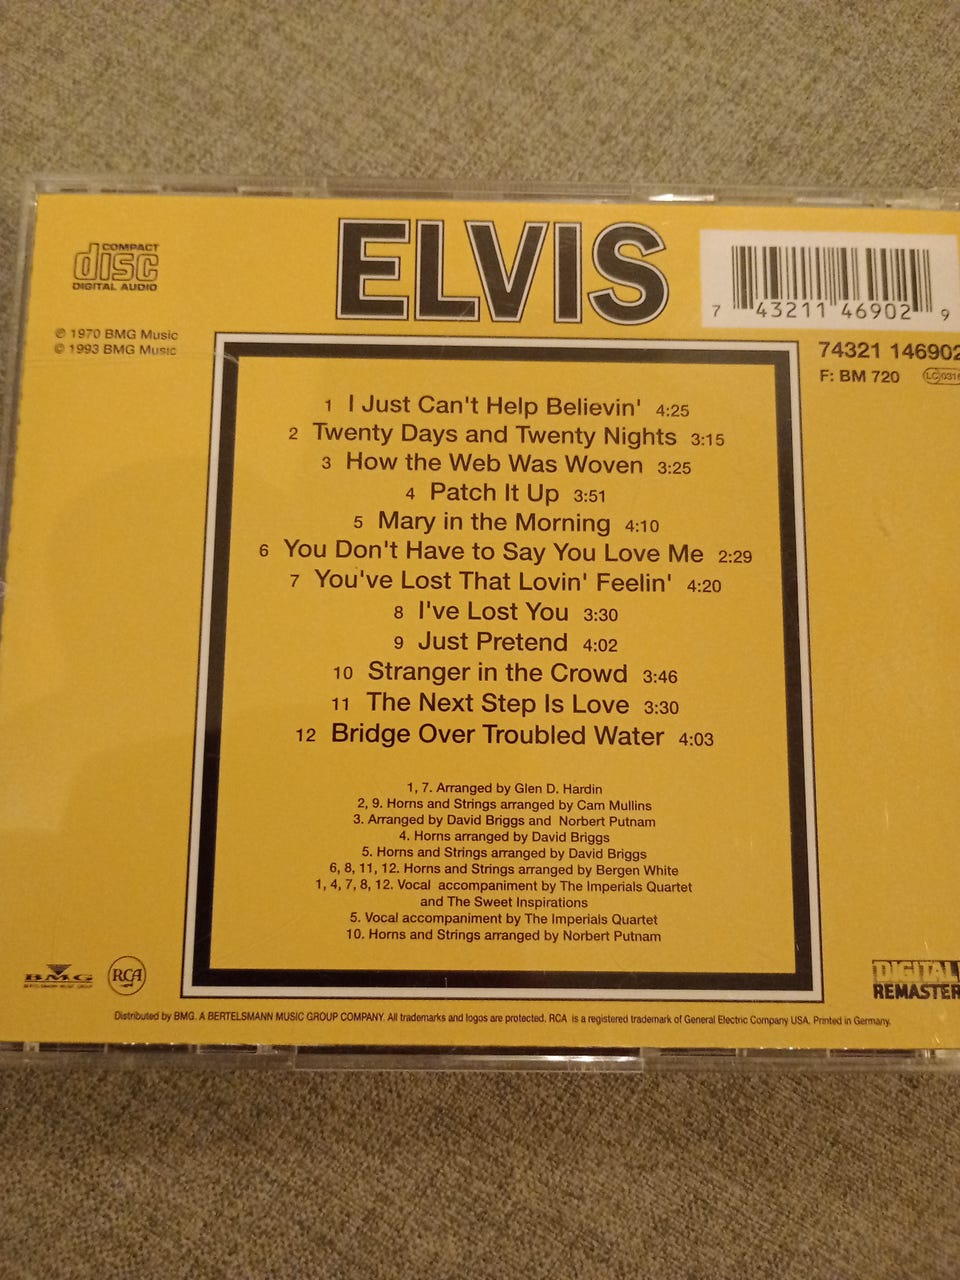 COMPACT
disc
DIGITAL AUDIO
ELVIS
7 43211 46902 9
℗ 1970 BMG Music
© 1993 BMG Music
74321 146902
F: BM 720
LC 0316
1 I Just Can't Help Believin' 4:25
2 Twenty Days and Twenty Nights 3:15
3 How the Web Was Woven 3:25
4 Patch It Up 3:51
5 Mary in the Morning 4:10
6 You Don't Have to Say You Love Me 2:29
7 You've Lost That Lovin' Feelin' 4:20
8 I've Lost You 3:30
9 Just Pretend 4:02
10 Stranger in the Crowd 3:46
11 The Next Step Is Love 3:30
12 Bridge Over Troubled Water 4:03
1, 7. Arranged by Glen D. Hardin
2, 9. Horns and Strings arranged by Cam Mullins
3. Arranged by David Briggs and Norbert Putnam
4. Horns arranged by David Briggs
5. Horns and Strings arranged by David Briggs
6, 8, 11, 12. Horns and Strings arranged by Bergen White
1, 4, 7, 8, 12. Vocal accompaniment by The Imperials Quartet
and The Sweet Inspirations
5. Vocal accompaniment by The Imperials Quartet
10. Horns and Strings arranged by Norbert Putnam
BMG
BERTELSMANN MUSIC GROUP
RCA
DIGITAL
REMASTER
Distributed by BMG. A BERTELSMANN MUSIC GROUP COMPANY. All trademarks and logos are protected. RCA is a registered trademark of General Electric Company USA. Printed in Germany.